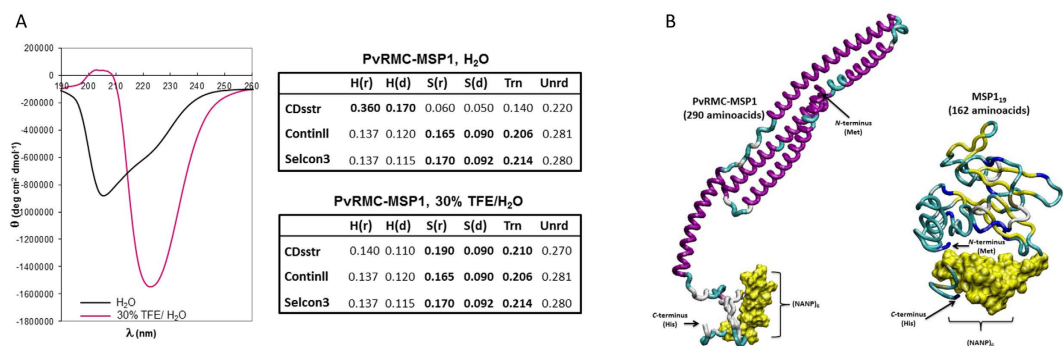 A
200000
0
-200000
-400000
-600000
-800000
-1000000
-1200000
-1400000
-1600000
-1800000
190 200 210 220 230 240 250 260
θ (deg cm² dmol⁻¹)
H₂O
30% TFE/ H₂O
λ (nm)
PvRMC-MSP1, H₂O
H(r) H(d) S(r) S(d) Trn Unrd
CDsstr 0.360 0.170 0.060 0.050 0.140 0.220
ContinII 0.137 0.120 0.165 0.090 0.206 0.281
Selcon3 0.137 0.115 0.170 0.092 0.214 0.280
PvRMC-MSP1, 30% TFE/H₂O
H(r) H(d) S(r) S(d) Trn Unrd
CDsstr 0.140 0.110 0.190 0.090 0.210 0.270
ContinII 0.137 0.120 0.165 0.090 0.206 0.281
Selcon3 0.137 0.115 0.170 0.092 0.214 0.280
B
PvRMC-MSP1
(290 aminoacids)
N-terminus
(Met)
C-terminus
(His)
(NANP)₆
MSP1₁₉
(162 aminoacids)
N-terminus
(Met)
C-terminus
(His)
(NANP)₆